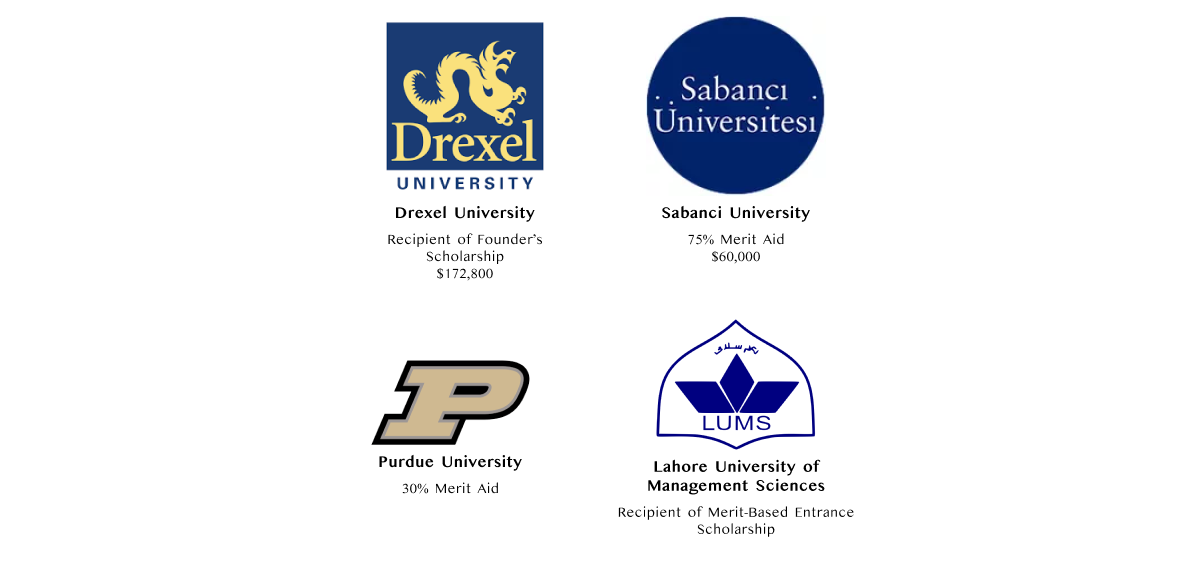 Drexel
UNIVERSITY
Drexel University
Recipient of Founder's
Scholarship
$172,800
. Sabancı .
Üniversitesi
Sabanci University
75% Merit Aid
$60,000
P
Purdue University
30% Merit Aid
LUMS
Lahore University of
Management Sciences
Recipient of Merit-Based Entrance
Scholarship